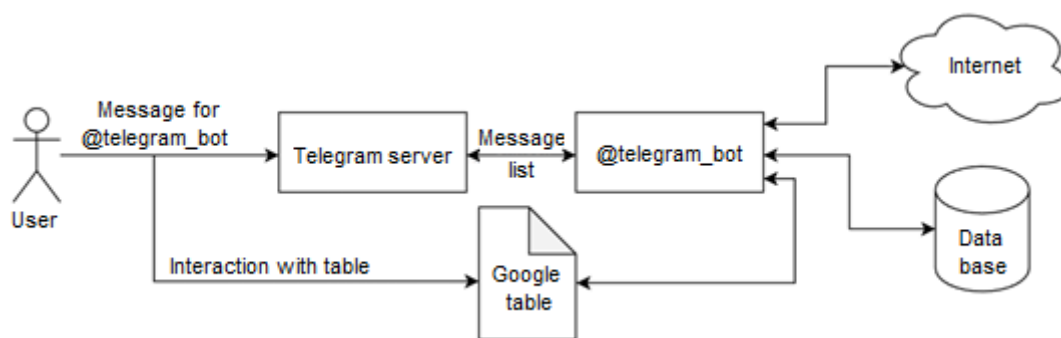 Internet
Message for
@telegram_bot
Telegram server
Message
list
@telegram_bot
User
Data
base
Interaction with table
Google
table